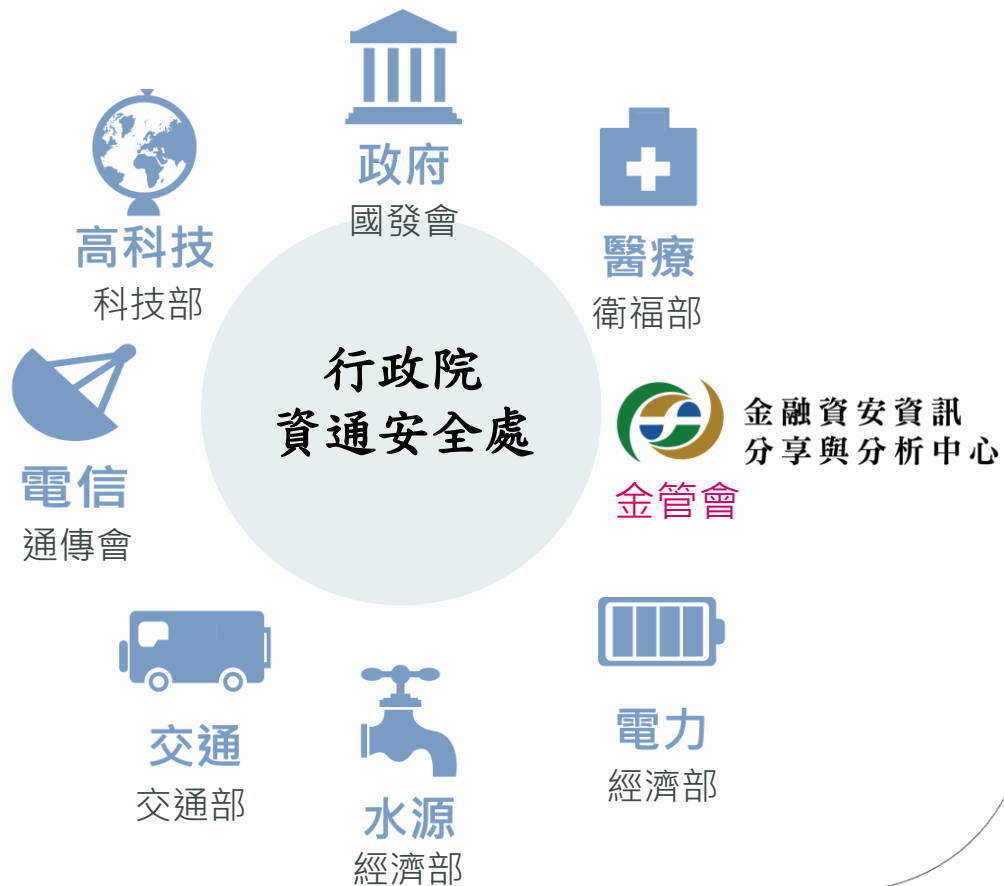 政府
國發會
高科技
科技部
醫療
衛福部
行政院
資通安全處
金融資安資訊
分享與分析中心
金管會
電信
通傳會
交通
交通部
水源
經濟部
電力
經濟部